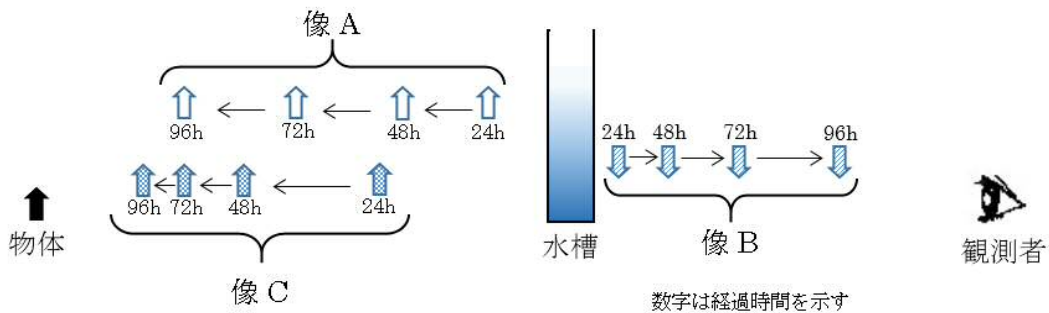 像 A
96h 72h 48h 24h
24h 48h 72h 96h
96h 72h 48h 24h
物体
水槽
像 B
観測者
像 C
数字は経過時間を示す